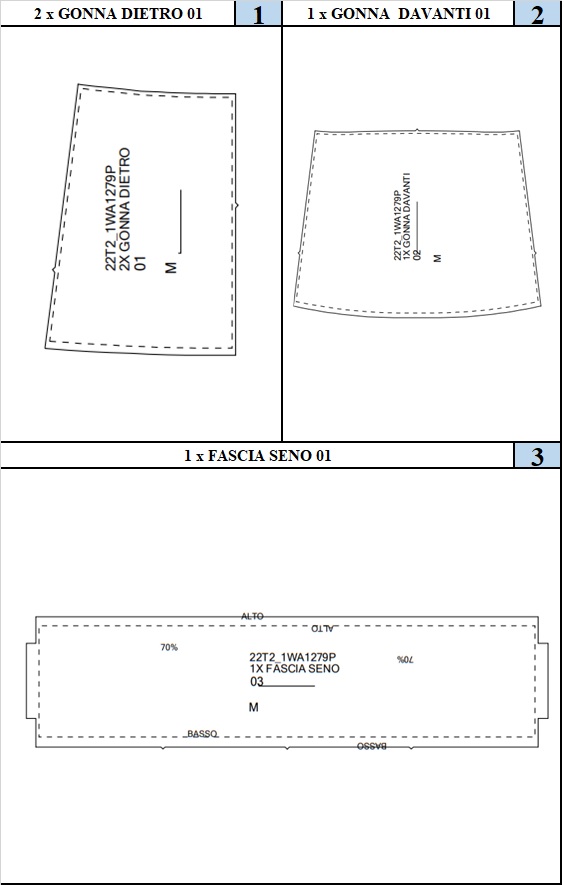 2 x GONNA DIETRO 01
1
1 x GONNA DAVANTI 01
2
22T2_1WA1279P
2X GONNA DIETRO
01
M
22T2_1WA1279P
1X GONNA DAVANTI
02
M
1 x FASCIA SENO 01
3
ALTO
ALTO
70%
70%
22T2_1WA1279P
1X FASCIA SENO
03
M
BASSO
BASSO